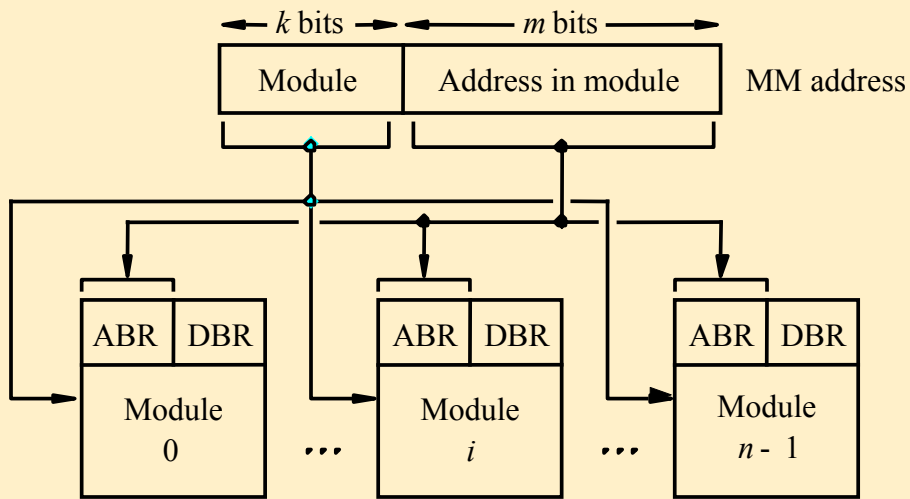 k bits m bits
Module Address in module MM address
ABR DBR ABR DBR ABR DBR
Module Module Module
0 ... i ... n - 1